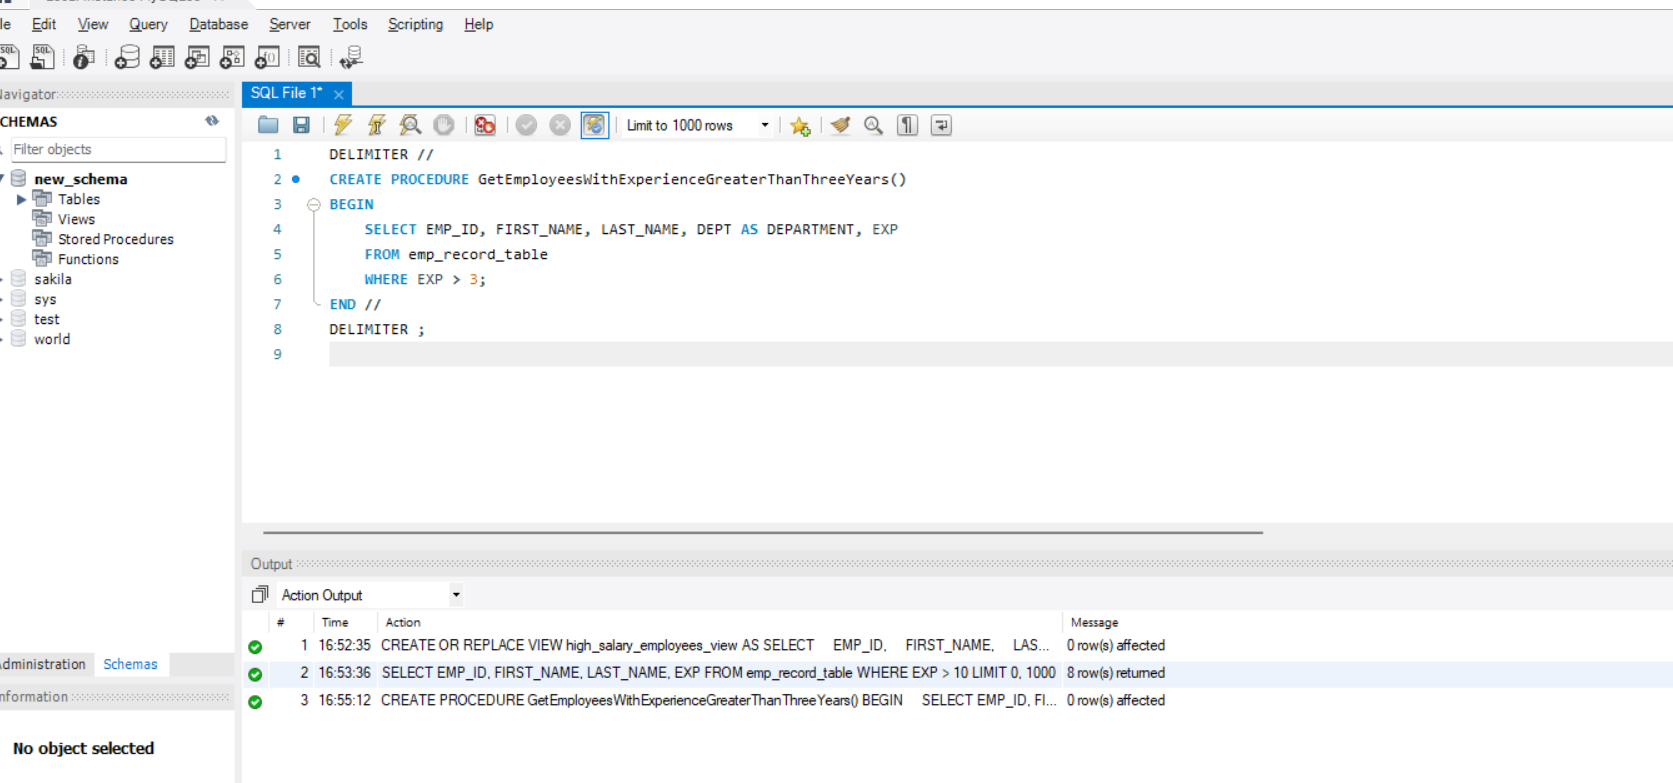 Edit View Query Database Server Tools Scripting Help
Navigator
SQL File 1*
SCHEMAS
Limit to 1000 rows
Filter objects
new_schema
Tables
Views
Stored Procedures
Functions
sakila
sys
test
world
1 DELIMITER //
2 CREATE PROCEDURE GetEmployeesWithExperienceGreaterThanThreeYears()
3 BEGIN
4 SELECT EMP_ID, FIRST_NAME, LAST_NAME, DEPT AS DEPARTMENT, EXP
5 FROM emp_record_table
6 WHERE EXP > 3;
7 END //
8 DELIMITER ;
9
Output
Action Output
# Time Action Message
1 16:52:35 CREATE OR REPLACE VIEW high_salary_employees_view AS SELECT EMP_ID, FIRST_NAME, LAS... 0 row(s) affected
2 16:53:36 SELECT EMP_ID, FIRST_NAME, LAST_NAME, EXP FROM emp_record_table WHERE EXP > 10 LIMIT 0, 1000 8 row(s) returned
3 16:55:12 CREATE PROCEDURE GetEmployeesWithExperienceGreaterThanThreeYears() BEGIN SELECT EMP_ID, FI... 0 row(s) affected
Administration Schemas
Information
No object selected